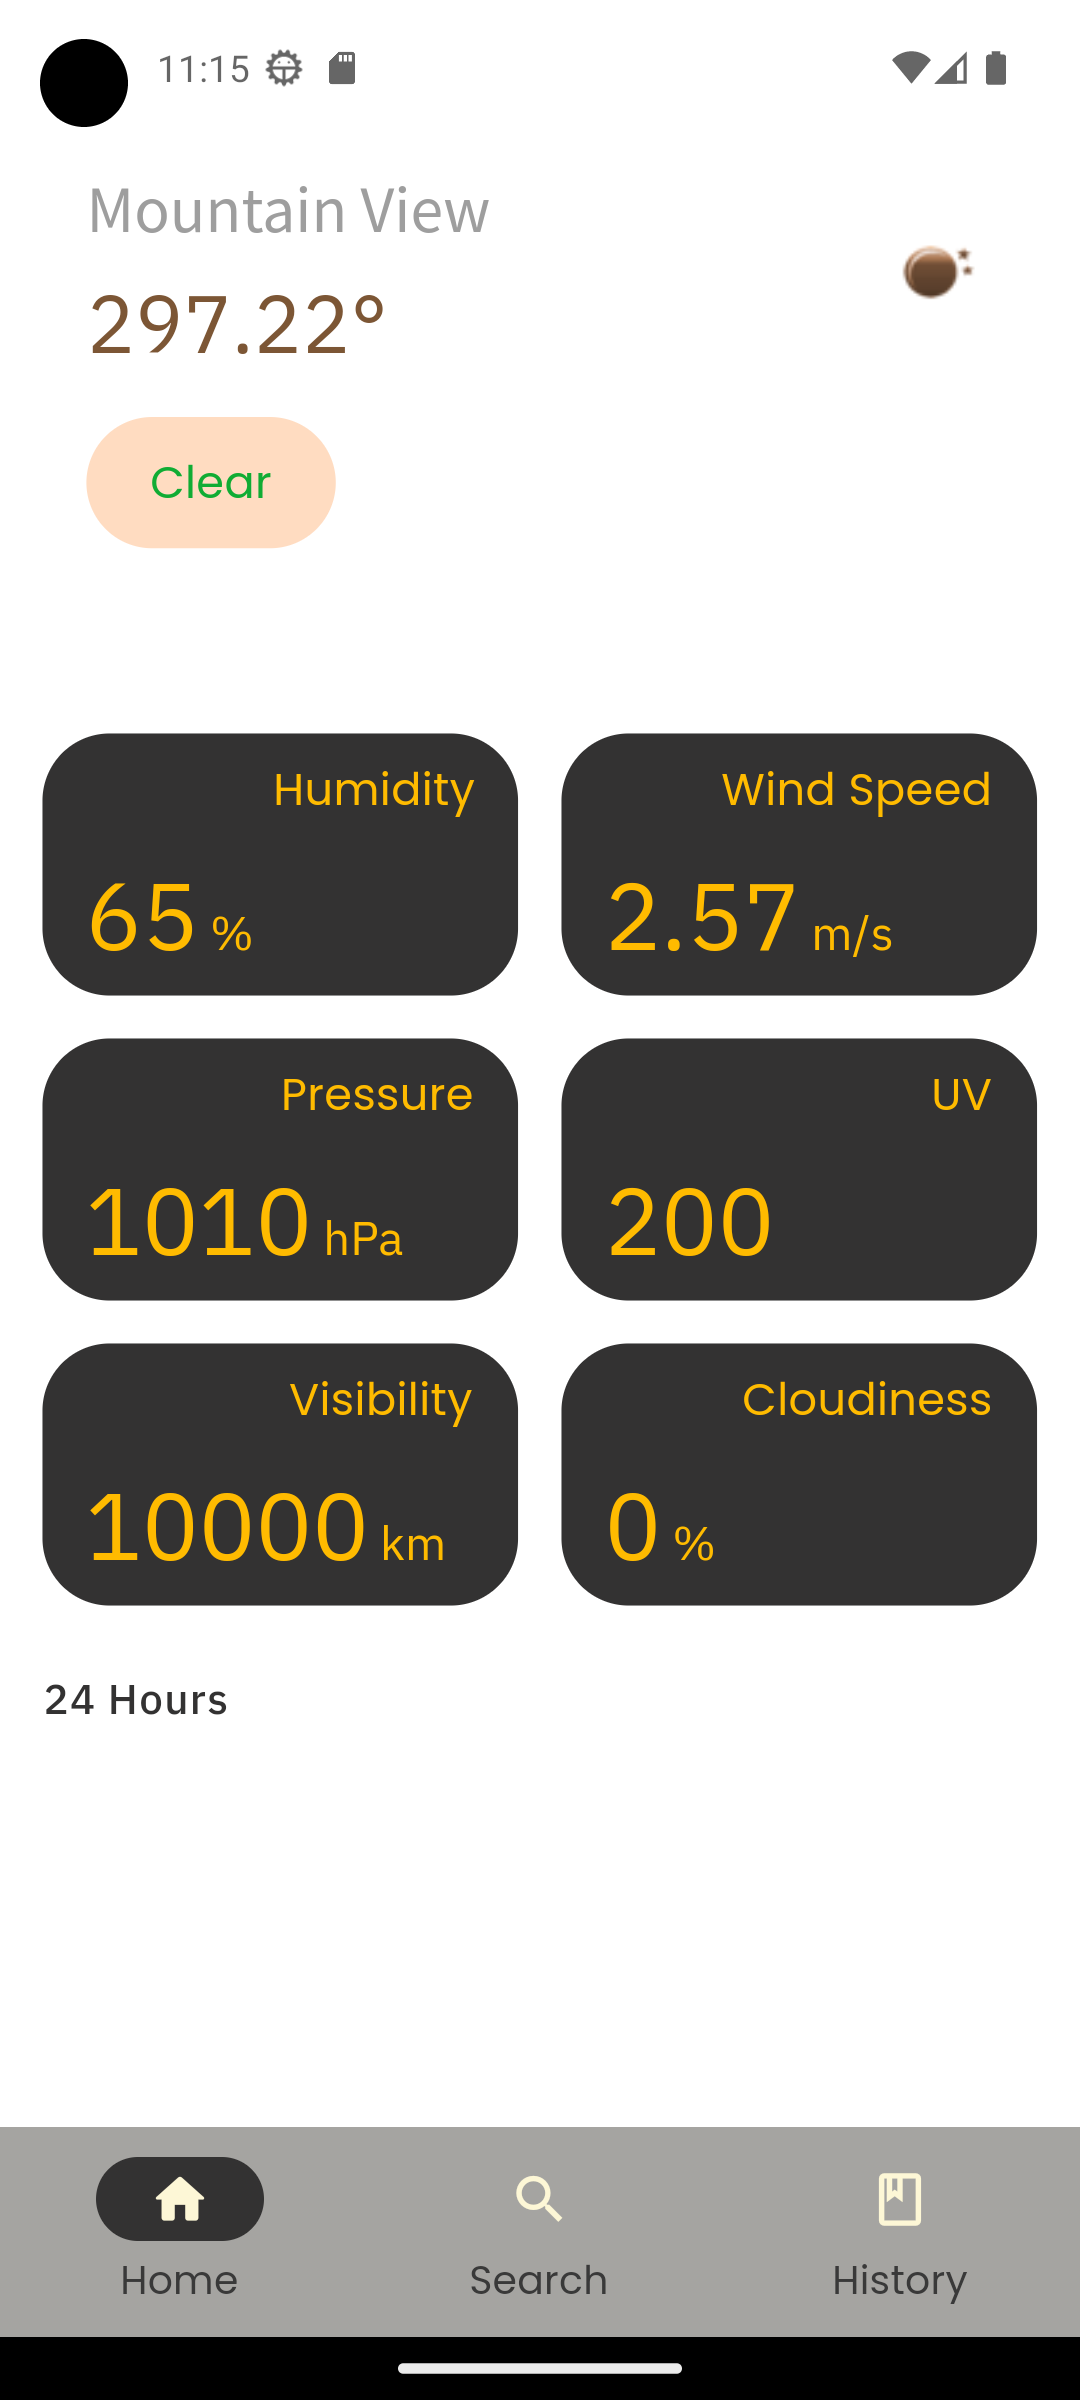 11:15
Mountain View
297.22°
Clear
Humidity
65 %
Wind Speed
2.57 m/s
Pressure
1010 hPa
UV
200
Visibility
10000 km
Cloudiness
0 %
24 Hours
Home
Search
History